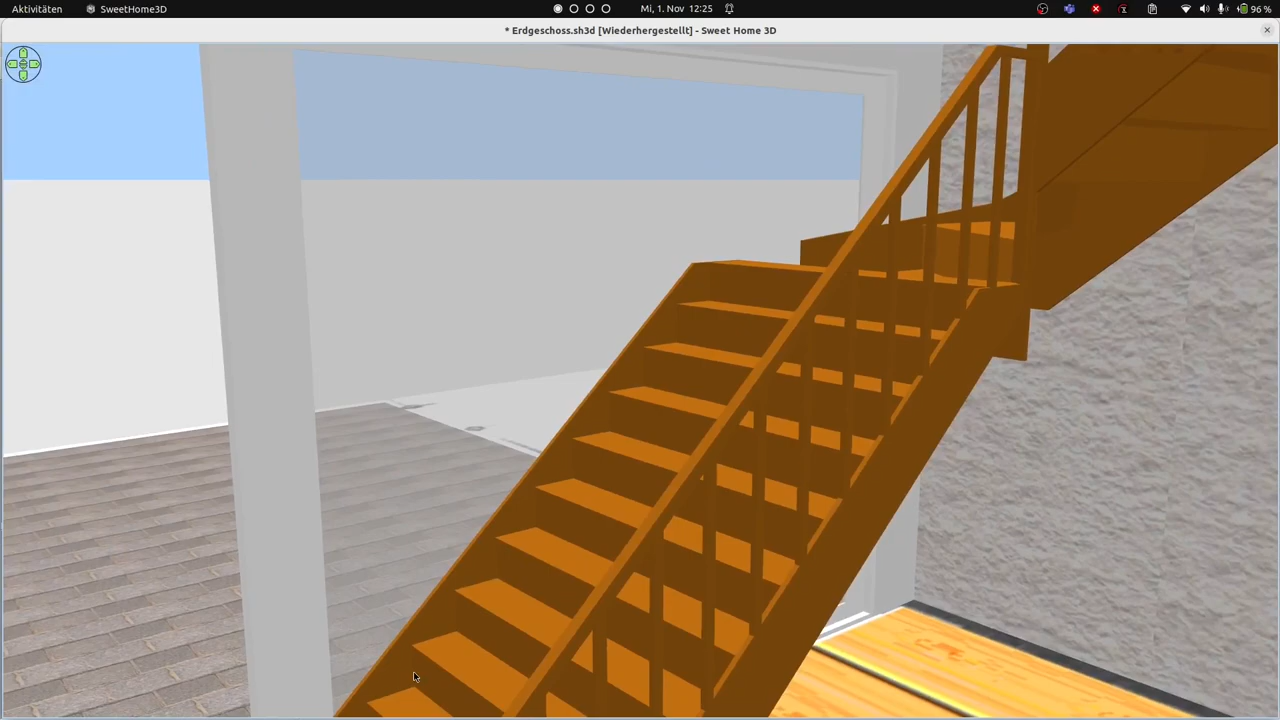 Aktivitäten
SweetHome3D
Mi, 1. Nov 12:25
96 %
* Erdgeschoss.sh3d [Wiederhergestellt] - Sweet Home 3D